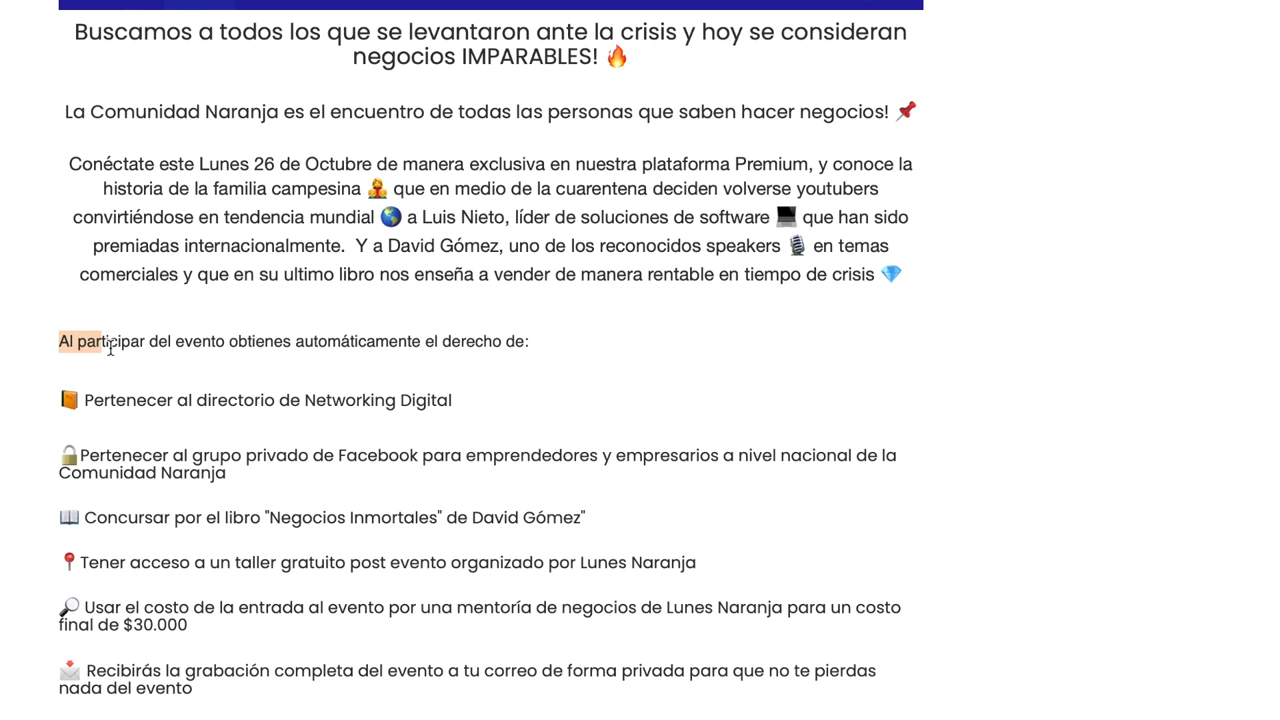 Buscamos a todos los que se levantaron ante la crisis y hoy se consideran
negocios IMPARABLES! 🔥
La Comunidad Naranja es el encuentro de todas las personas que saben hacer negocios! 📌
Conéctate este Lunes 26 de Octubre de manera exclusiva en nuestra plataforma Premium, y conoce la
historia de la familia campesina 🤷 que en medio de la cuarentena deciden volverse youtubers
convirtiéndose en tendencia mundial 🌎 a Luis Nieto, líder de soluciones de software 💻 que han sido
premiadas internacionalmente.  Y a David Gómez, uno de los reconocidos speakers 🎙 en temas
comerciales y que en su ultimo libro nos enseña a vender de manera rentable en tiempo de crisis 💎
Al participar del evento obtienes automáticamente el derecho de:
📙 Pertenecer al directorio de Networking Digital
🔓Pertenecer al grupo privado de Facebook para emprendedores y empresarios a nivel nacional de la
Comunidad Naranja
📖 Concursar por el libro "Negocios Inmortales" de David Gómez"
📍Tener acceso a un taller gratuito post evento organizado por Lunes Naranja
🔎 Usar el costo de la entrada al evento por una mentoría de negocios de Lunes Naranja para un costo
final de $30.000
📩 Recibirás la grabación completa del evento a tu correo de forma privada para que no te pierdas
nada del evento